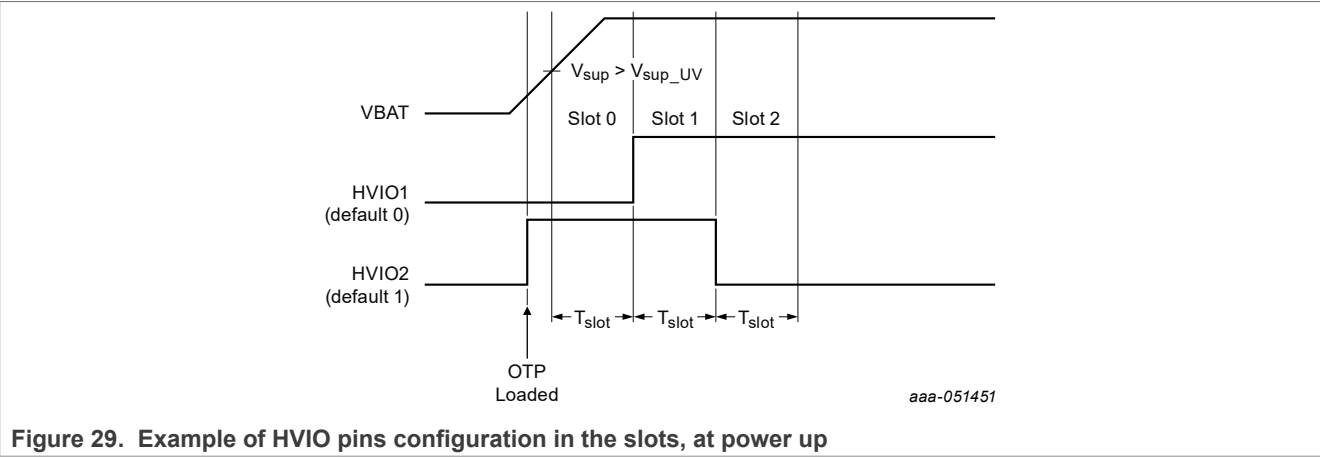 V_sup > V_sup_UV
VBAT
Slot 0 Slot 1 Slot 2
HVIO1
(default 0)
HVIO2
(default 1)
T_slot T_slot T_slot
OTP
Loaded
aaa-051451
Figure 29. Example of HVIO pins configuration in the slots, at power up